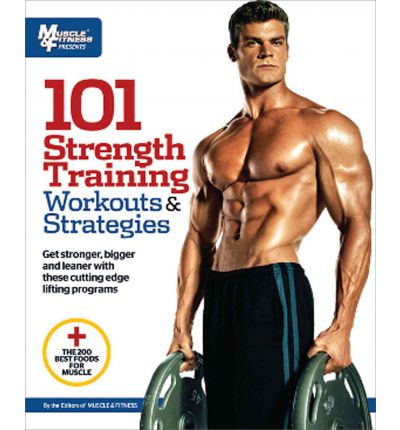 MUSCLE
& FITNESS
PRESENTS
101
Strength
Training
Workouts &
Strategies
Get stronger, bigger
and leaner with
these cutting edge
lifting programs
+
THE 200
BEST FOODS
FOR
MUSCLE
By the Editors of MUSCLE & FITNESS